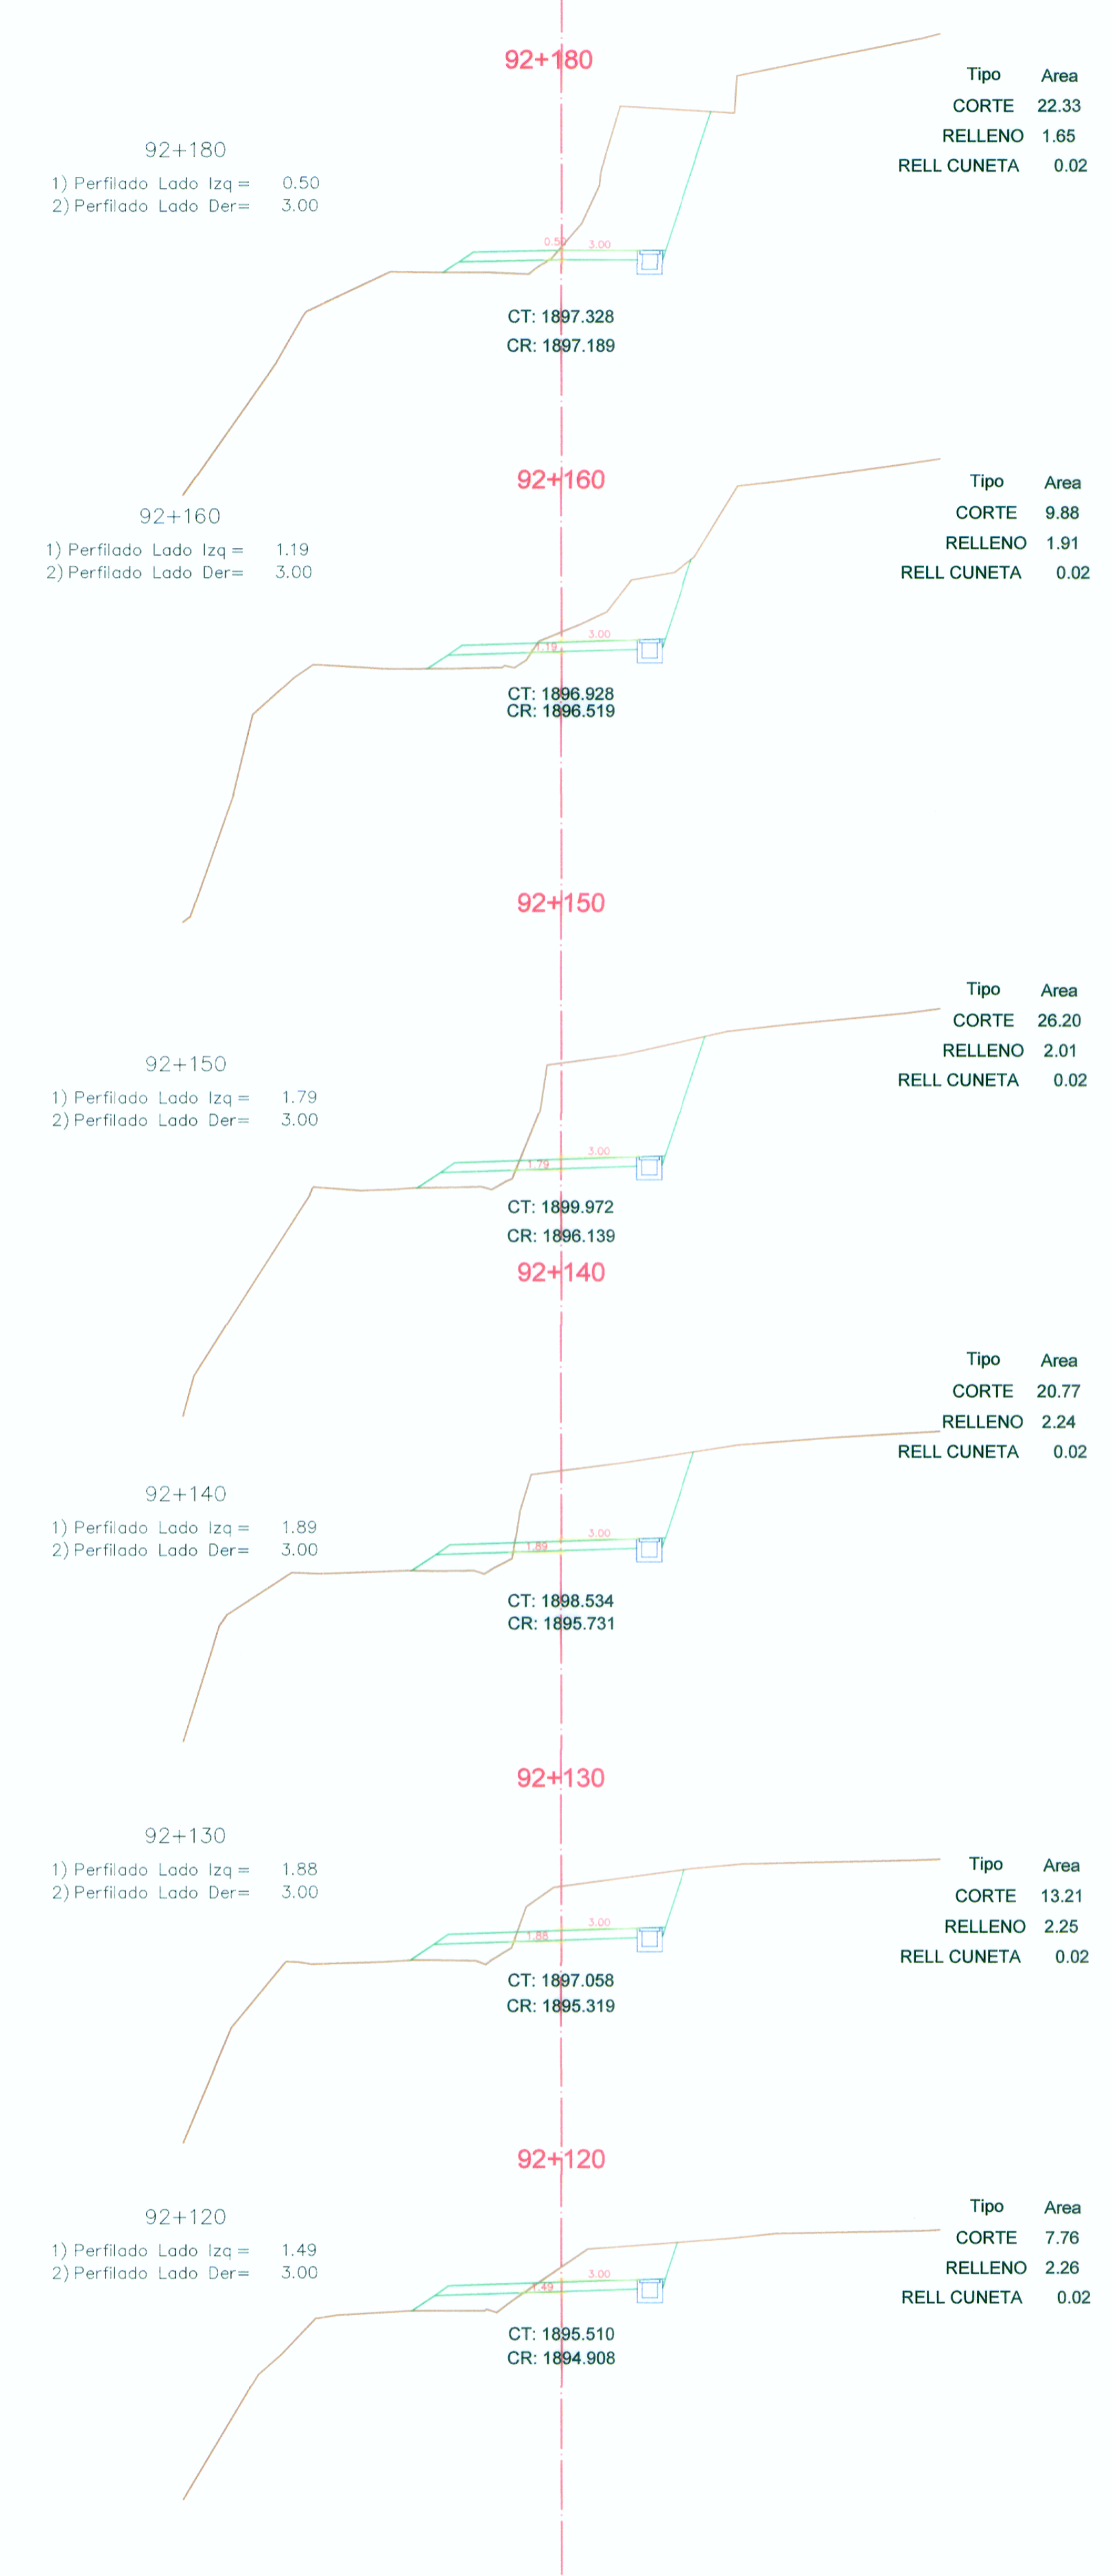 92+180
Tipo Area
CORTE 22.33
RELLENO 1.65
RELL CUNETA 0.02
92+180
1) Perfilado Lado Izq = 0.50
2) Perfilado Lado Der= 3.00
0.50 3.00
CT: 1897.328
CR: 1897.189
92+160
Tipo Area
CORTE 9.88
RELLENO 1.91
RELL CUNETA 0.02
92+160
1) Perfilado Lado Izq = 1.19
2) Perfilado Lado Der= 3.00
3.00
1.19
CT: 1896.928
CR: 1896.519
92+150
Tipo Area
CORTE 26.20
RELLENO 2.01
RELL CUNETA 0.02
92+150
1) Perfilado Lado Izq = 1.79
2) Perfilado Lado Der= 3.00
3.00
1.79
CT: 1899.972
CR: 1896.139
92+140
Tipo Area
CORTE 20.77
RELLENO 2.24
RELL CUNETA 0.02
92+140
1) Perfilado Lado Izq = 1.89
2) Perfilado Lado Der= 3.00
3.00
1.89
CT: 1898.534
CR: 1895.731
92+130
92+130
1) Perfilado Lado Izq = 1.88
2) Perfilado Lado Der= 3.00
Tipo Area
CORTE 13.21
RELLENO 2.25
RELL CUNETA 0.02
3.00
1.88
CT: 1897.058
CR: 1895.319
92+120
Tipo Area
CORTE 7.76
RELLENO 2.26
RELL CUNETA 0.02
92+120
1) Perfilado Lado Izq = 1.49
2) Perfilado Lado Der= 3.00
3.00
1.49
CT: 1895.510
CR: 1894.908